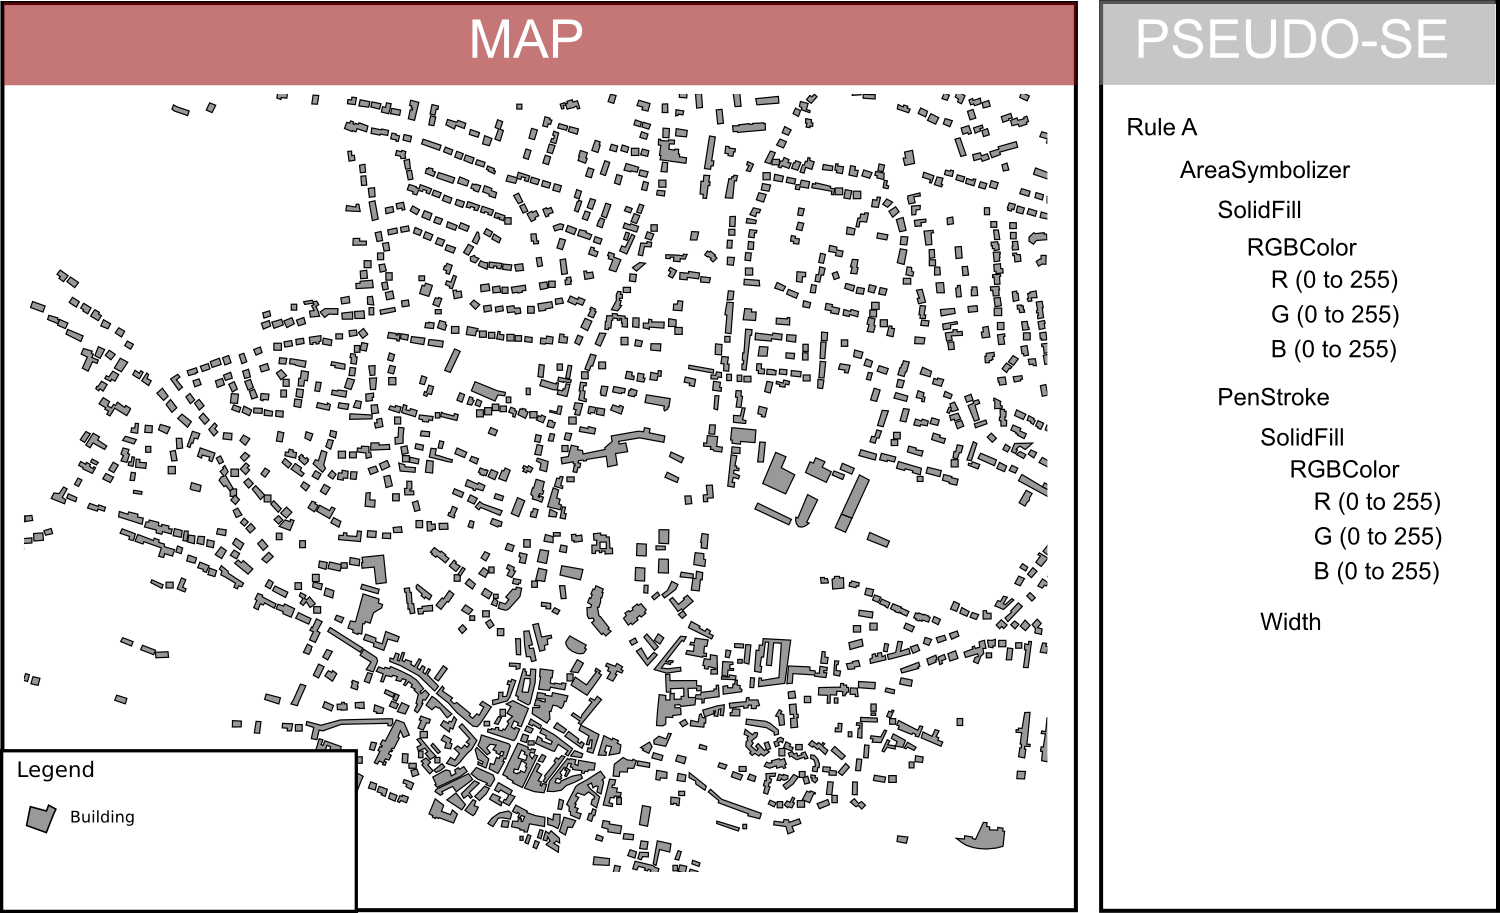 MAP
Legend
Building
PSEUDO-SE
Rule A
AreaSymbolizer
SolidFill
RGBColor
R (0 to 255)
G (0 to 255)
B (0 to 255)
PenStroke
SolidFill
RGBColor
R (0 to 255)
G (0 to 255)
B (0 to 255)
Width